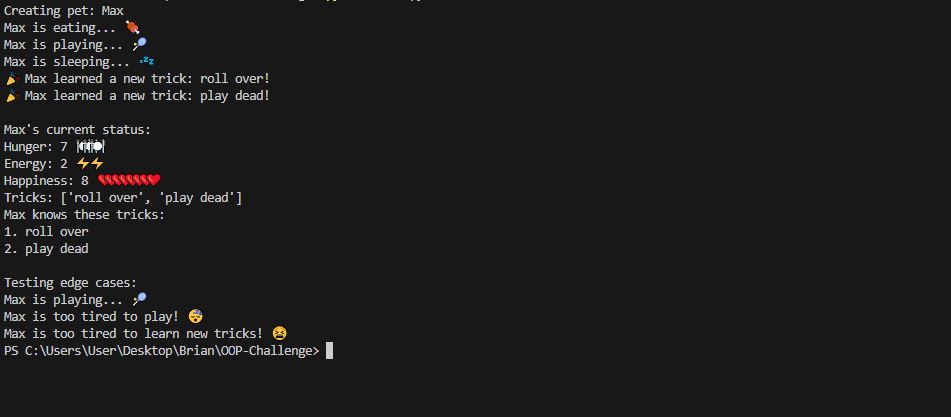 Creating pet: Max
Max is eating... 🍖
Max is playing... 🎾
Max is sleeping... 💤
🎉 Max learned a new trick: roll over!
🎉 Max learned a new trick: play dead!

Max's current status:
Hunger: 7 🍽🍽🍽🍽🍽🍽🍽
Energy: 2 ⚡⚡
Happiness: 8 ❤❤❤❤❤❤❤❤
Tricks: ['roll over', 'play dead']
Max knows these tricks:
1. roll over
2. play dead

Testing edge cases:
Max is playing... 🎾
Max is too tired to play! 😴
Max is too tired to learn new tricks! 😫
PS C:\Users\User\Desktop\Brian\OOP-Challenge>